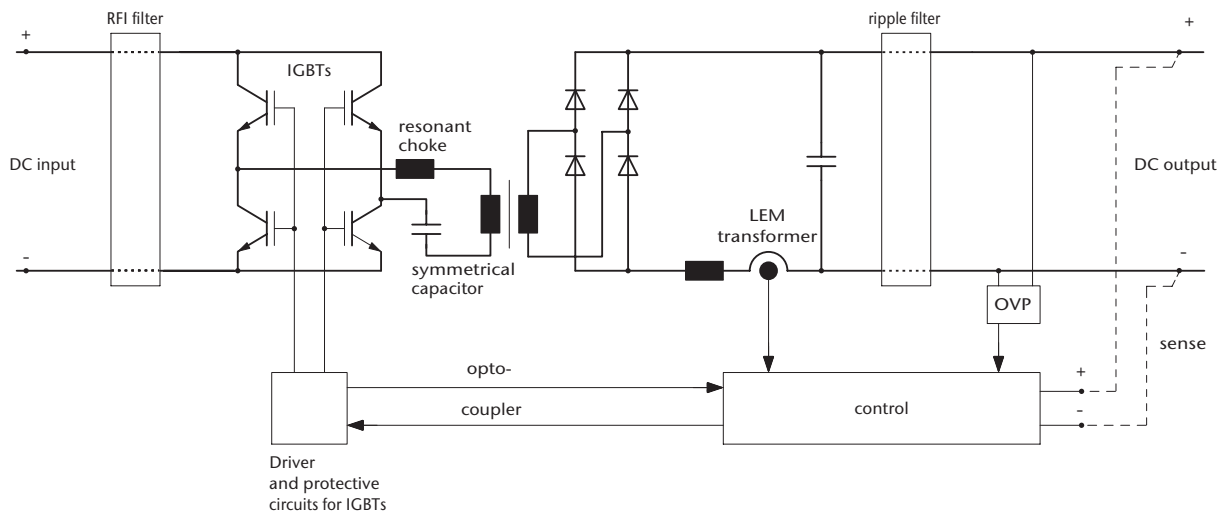 RFI filter
ripple filter
+
+
IGBTs
resonant
choke
DC input
DC output
LEM
transformer
-
-
symmetrical
capacitor
OVP
sense
opto-
+
coupler
control
-
Driver
and protective
circuits for IGBTs